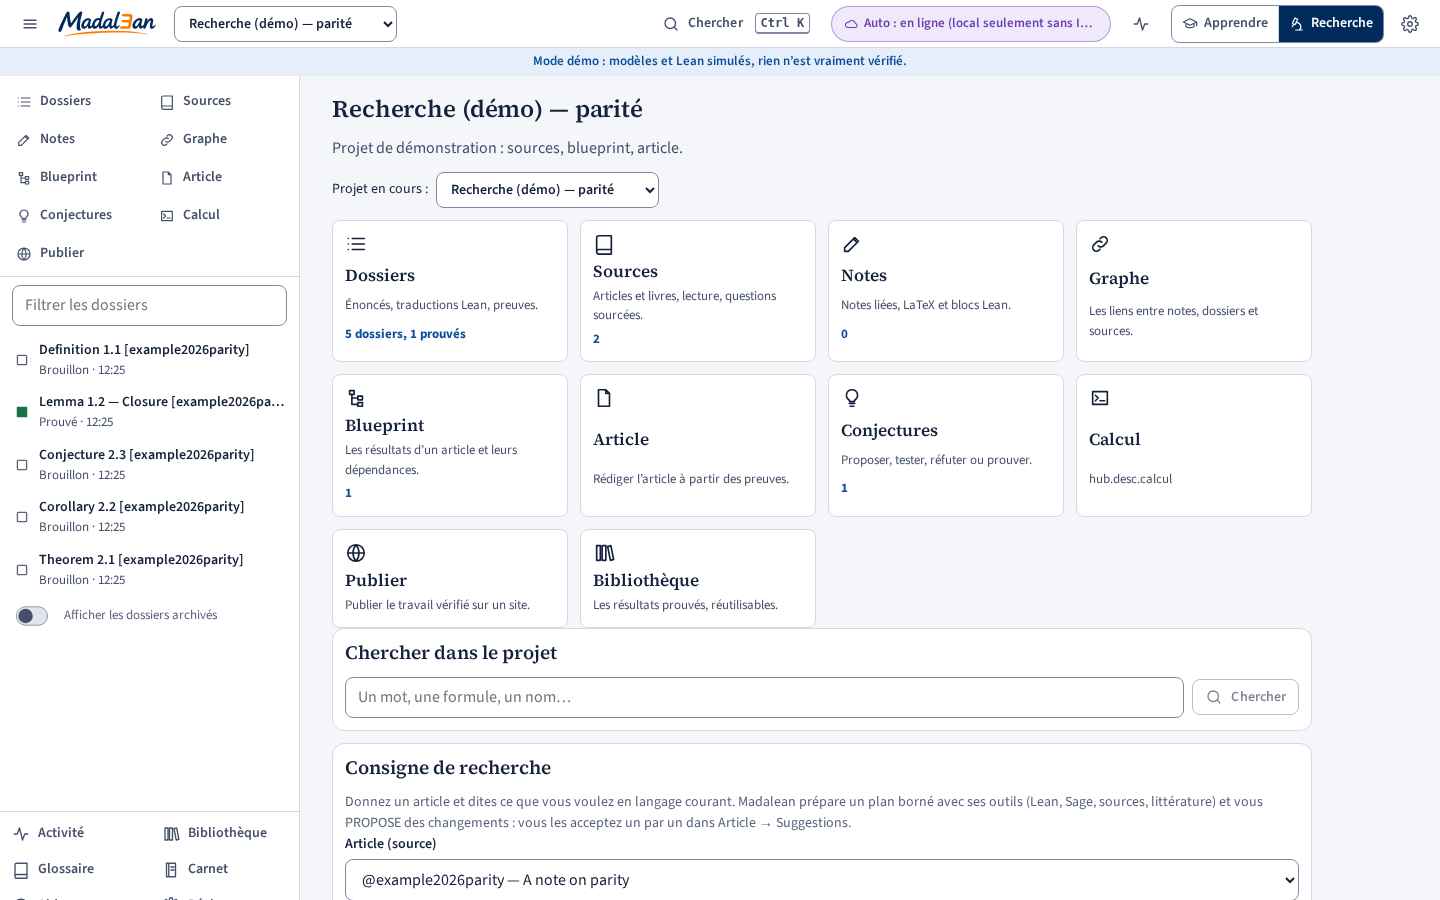 Madal3an
Recherche (démo) — parité
Chercher
Ctrl K
Auto : en ligne (local seulement sans I…
Apprendre
Recherche
Mode démo : modèles et Lean simulés, rien n’est vraiment vérifié.
Dossiers
Sources
Notes
Graphe
Blueprint
Article
Conjectures
Calcul
Publier
Filtrer les dossiers
Definition 1.1 [example2026parity]
Brouillon · 12:25
Lemma 1.2 — Closure [example2026pa…
Prouvé · 12:25
Conjecture 2.3 [example2026parity]
Brouillon · 12:25
Corollary 2.2 [example2026parity]
Brouillon · 12:25
Theorem 2.1 [example2026parity]
Brouillon · 12:25
Afficher les dossiers archivés
Activité
Bibliothèque
Glossaire
Carnet
Recherche (démo) — parité
Projet de démonstration : sources, blueprint, article.
Projet en cours :
Recherche (démo) — parité
Dossiers
Énoncés, traductions Lean, preuves.
5 dossiers, 1 prouvés
Sources
Articles et livres, lecture, questions
sourcées.
2
Notes
Notes liées, LaTeX et blocs Lean.
0
Graphe
Les liens entre notes, dossiers et
sources.
Blueprint
Les résultats d’un article et leurs
dépendances.
1
Article
Rédiger l’article à partir des preuves.
Conjectures
Proposer, tester, réfuter ou prouver.
1
Calcul
hub.desc.calcul
Publier
Publier le travail vérifié sur un site.
Bibliothèque
Les résultats prouvés, réutilisables.
Chercher dans le projet
Un mot, une formule, un nom…
Chercher
Consigne de recherche
Donnez un article et dites ce que vous voulez en langage courant. Madalean prépare un plan borné avec ses outils (Lean, Sage, sources, littérature) et vous
PROPOSE des changements : vous les acceptez un par un dans Article → Suggestions.
Article (source)
@example2026parity — A note on parity